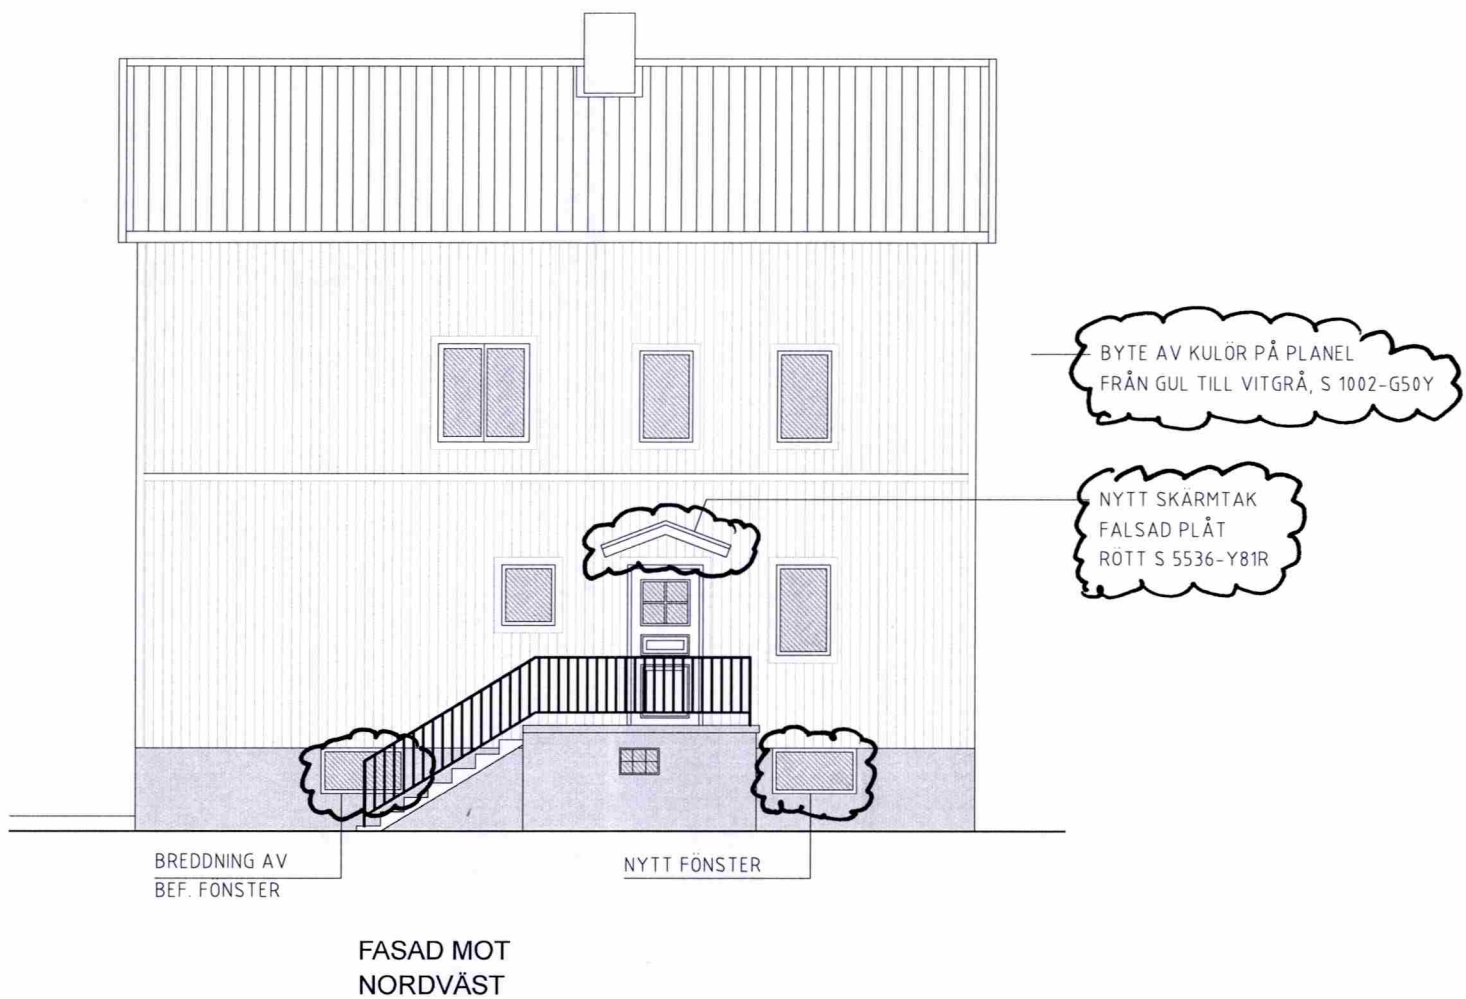 BYTE AV KULÖR PÅ PLANEL
FRÅN GUL TILL VITGRÅ, S 1002-G50Y
NYTT SKÄRMTAK
FALSAD PLÅT
RÖTT S 5536-Y81R
BREDDNING AV
BEF. FÖNSTER
NYTT FÖNSTER
FASAD MOT
NORDVÄST